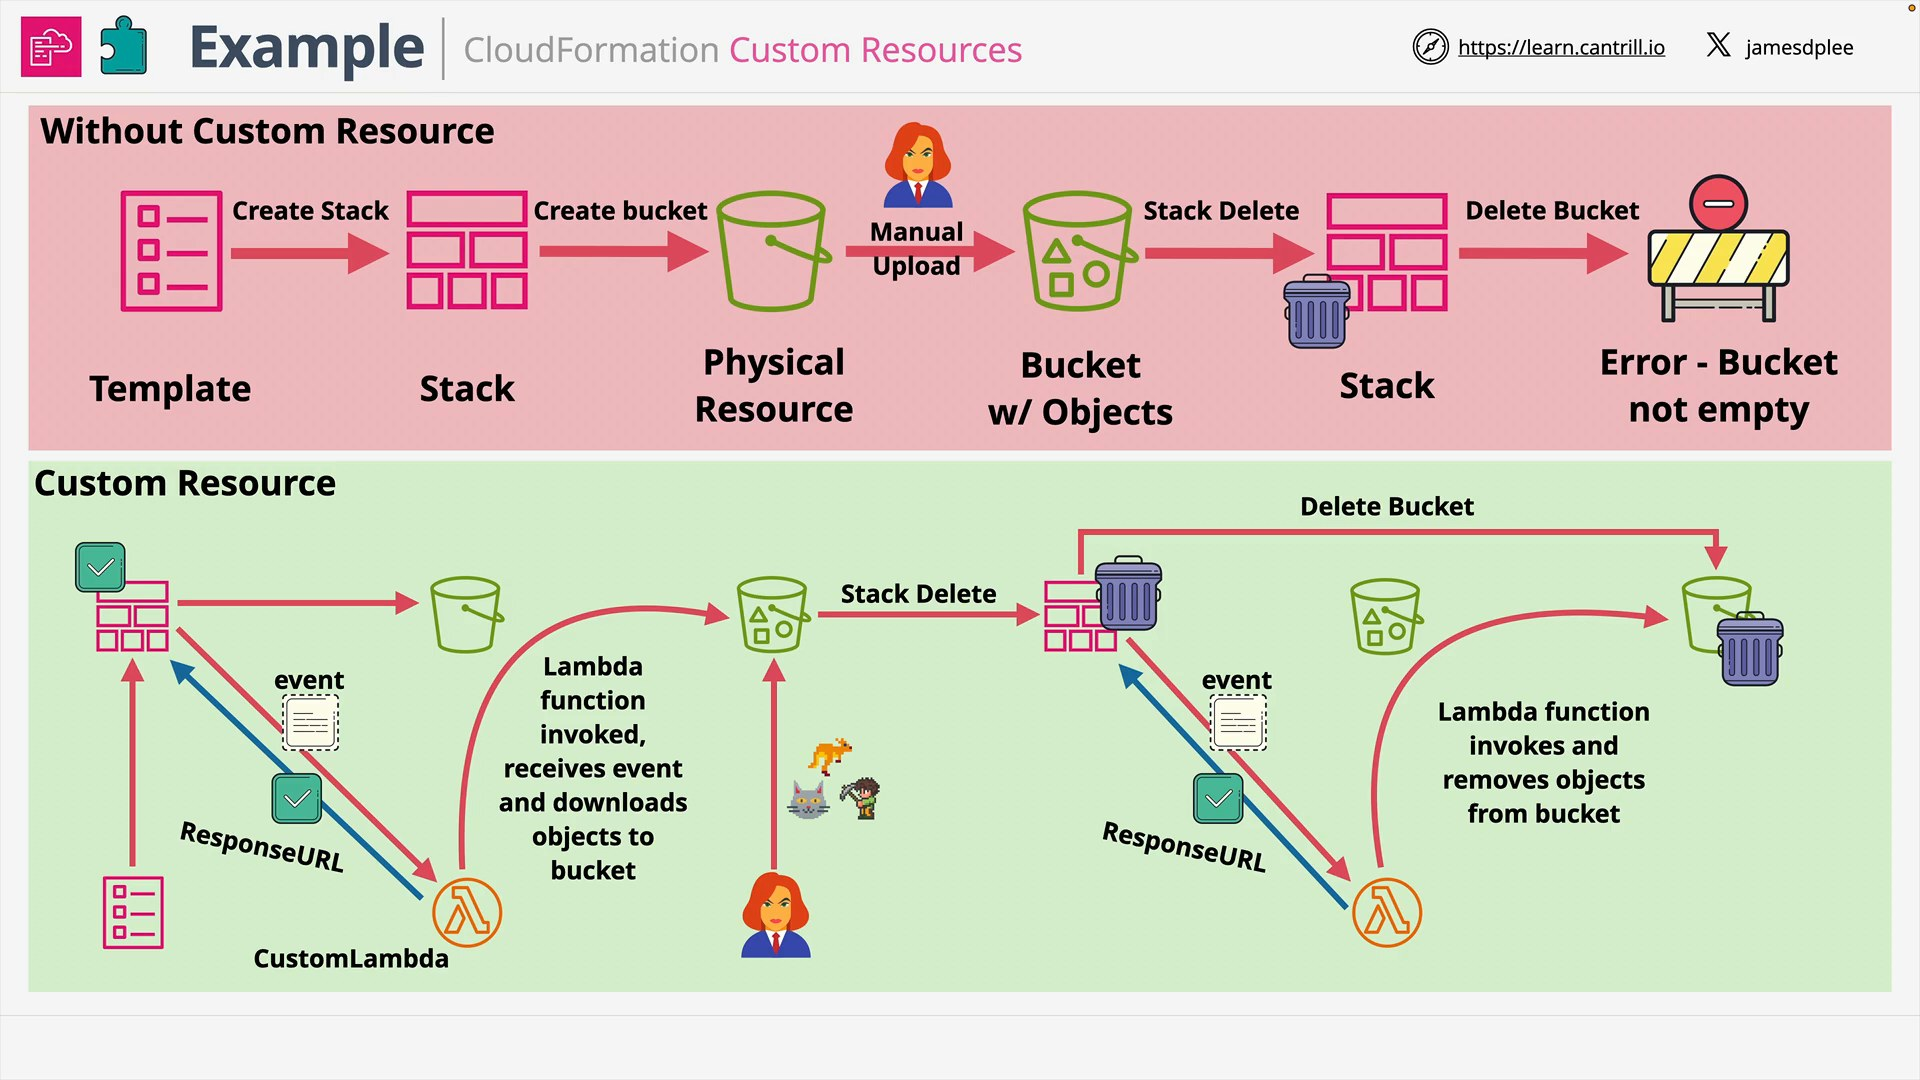 Example
CloudFormation Custom Resources
https://learn.cantrill.io
jamesdplee
Without Custom Resource
Create Stack
Create bucket
Manual
Upload
Stack Delete
Delete Bucket
Template
Stack
Physical
Resource
Bucket
w/ Objects
Stack
Error - Bucket
not empty
Custom Resource
Delete Bucket
Stack Delete
event
ResponseURL
CustomLambda
Lambda
function
invoked,
receives event
and downloads
objects to
bucket
event
ResponseURL
Lambda function
invokes and
removes objects
from bucket